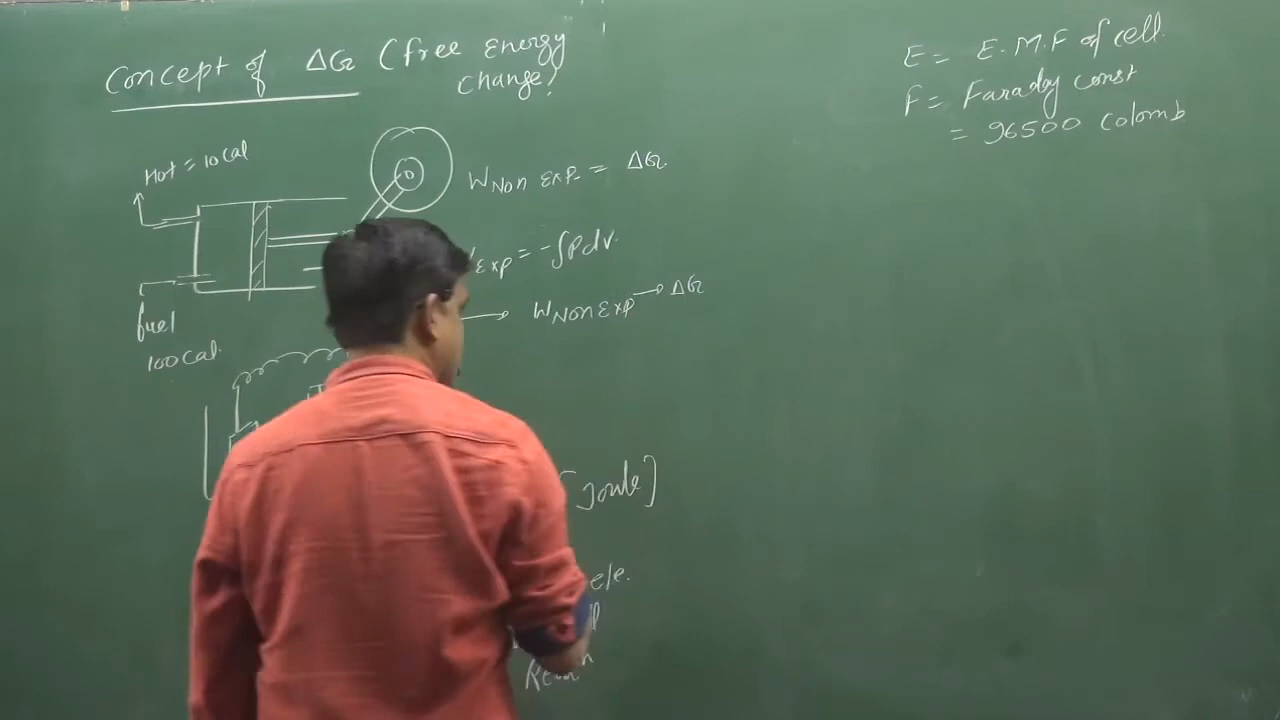 Concept of ΔG (free energy
change)
Hot = 10 Cal
fuel
100 Cal.
W Non Exp. = ΔG.
Exp = -∫Pdv.
→ W Non Exp → ΔG
Joule]
ele.
E = E.M.F of cell.
F = Faraday const
= 96500 Colomb